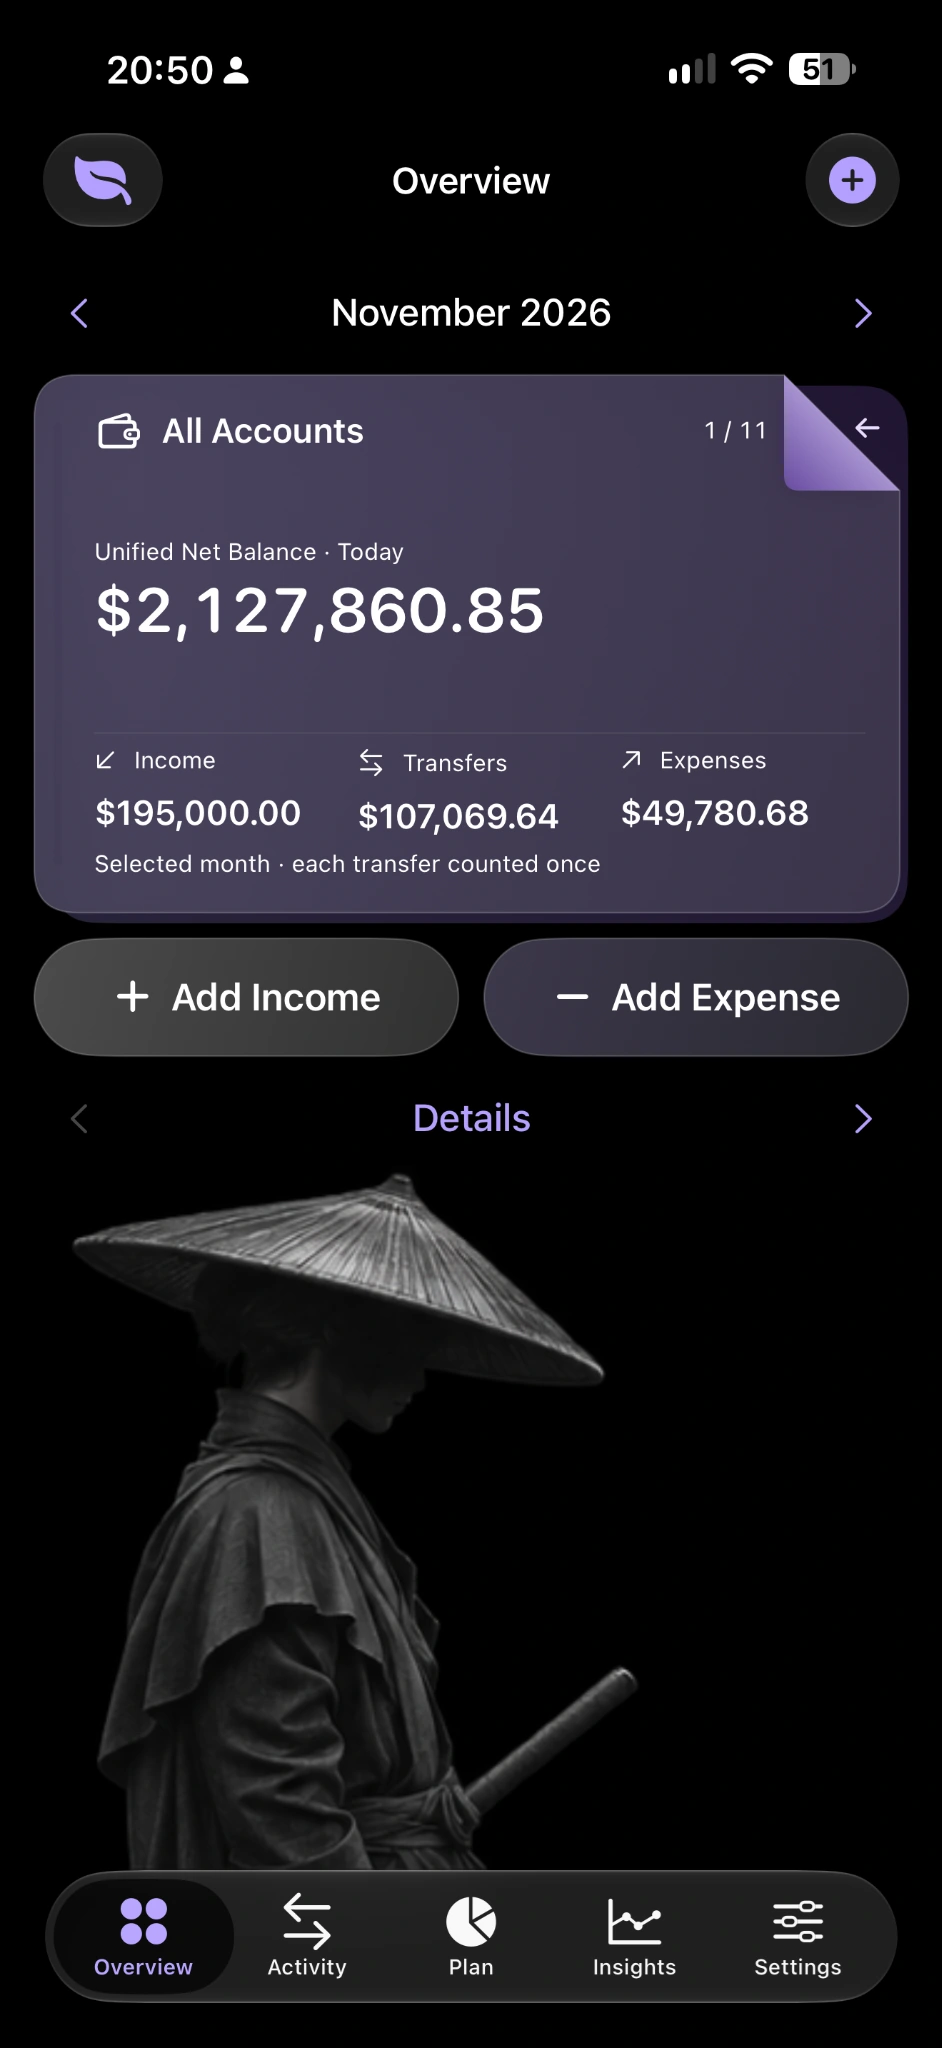 20:50
51
Overview
November 2026
All Accounts
1 / 11
Unified Net Balance · Today
$2,127,860.85
Income
Transfers
Expenses
$195,000.00
$107,069.64
$49,780.68
Selected month · each transfer counted once
Add Income
Add Expense
Details
Overview
Activity
Plan
Insights
Settings